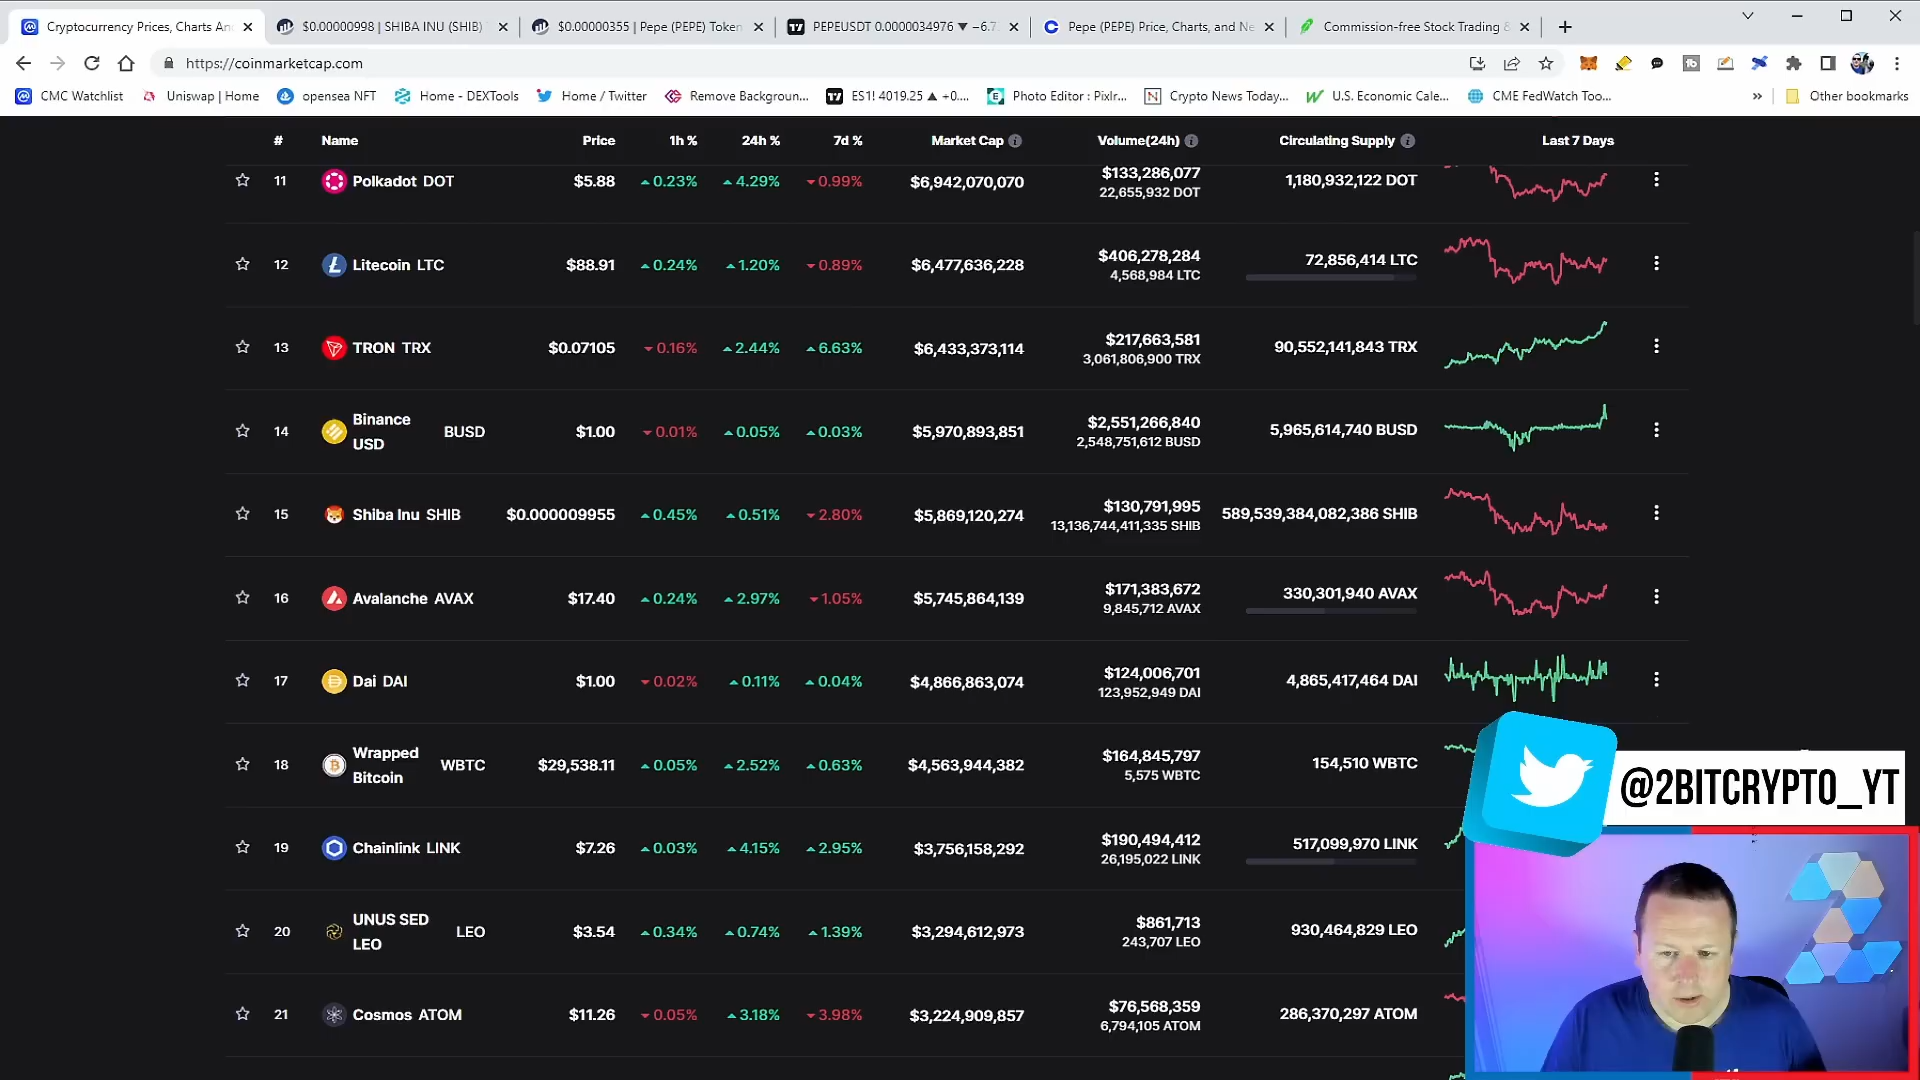 Cryptocurrency Prices, Charts An
$0.00000998 | SHIBA INU (SHIB)
$0.00000355 | Pepe (PEPE) Token
PEPEUSDT 0.0000034976 ▼ −6.7
Pepe (PEPE) Price, Charts, and Ne
Commission-free Stock Trading &
https://coinmarketcap.com
CMC Watchlist
Uniswap | Home
opensea NFT
Home - DEXTools
Home / Twitter
Remove Backgroun...
ES1! 4019.25 ▲ +0....
Photo Editor : Pixlr...
Crypto News Today...
U.S. Economic Cale...
CME FedWatch Too...
»
Other bookmarks
# Name Price 1h % 24h % 7d % Market Cap Volume(24h) Circulating Supply Last 7 Days
11 Polkadot DOT $5.88 0.23% 4.29% 0.99% $6,942,070,070 $133,286,077 1,180,932,122 DOT
22,655,932 DOT
12 Litecoin LTC $88.91 0.24% 1.20% 0.89% $6,477,636,228 $406,278,284 72,856,414 LTC
4,568,984 LTC
13 TRON TRX $0.07105 0.16% 2.44% 6.63% $6,433,373,114 $217,663,581 90,552,141,843 TRX
3,061,806,900 TRX
14 Binance USD BUSD $1.00 0.01% 0.05% 0.03% $5,970,893,851 $2,551,266,840 5,965,614,740 BUSD
2,548,751,612 BUSD
15 Shiba Inu SHIB $0.000009955 0.45% 0.51% 2.80% $5,869,120,274 $130,791,995 589,539,384,082,386 SHIB
13,136,744,411,335 SHIB
16 Avalanche AVAX $17.40 0.24% 2.97% 1.05% $5,745,864,139 $171,383,672 330,301,940 AVAX
9,845,712 AVAX
17 Dai DAI $1.00 0.02% 0.11% 0.04% $4,866,863,074 $124,006,701 4,865,417,464 DAI
123,952,949 DAI
18 Wrapped Bitcoin WBTC $29,538.11 0.05% 2.52% 0.63% $4,563,944,382 $164,845,797 154,510 WBTC
5,575 WBTC
19 Chainlink LINK $7.26 0.03% 4.15% 2.95% $3,756,158,292 $190,494,412 517,099,970 LINK
26,195,022 LINK
20 UNUS SED LEO LEO $3.54 0.34% 0.74% 1.39% $3,294,612,973 $861,713 930,464,829 LEO
243,707 LEO
21 Cosmos ATOM $11.26 0.05% 3.18% 3.98% $3,224,909,857 $76,568,359 286,370,297 ATOM
6,794,105 ATOM
@2BITCRYPTO_YT